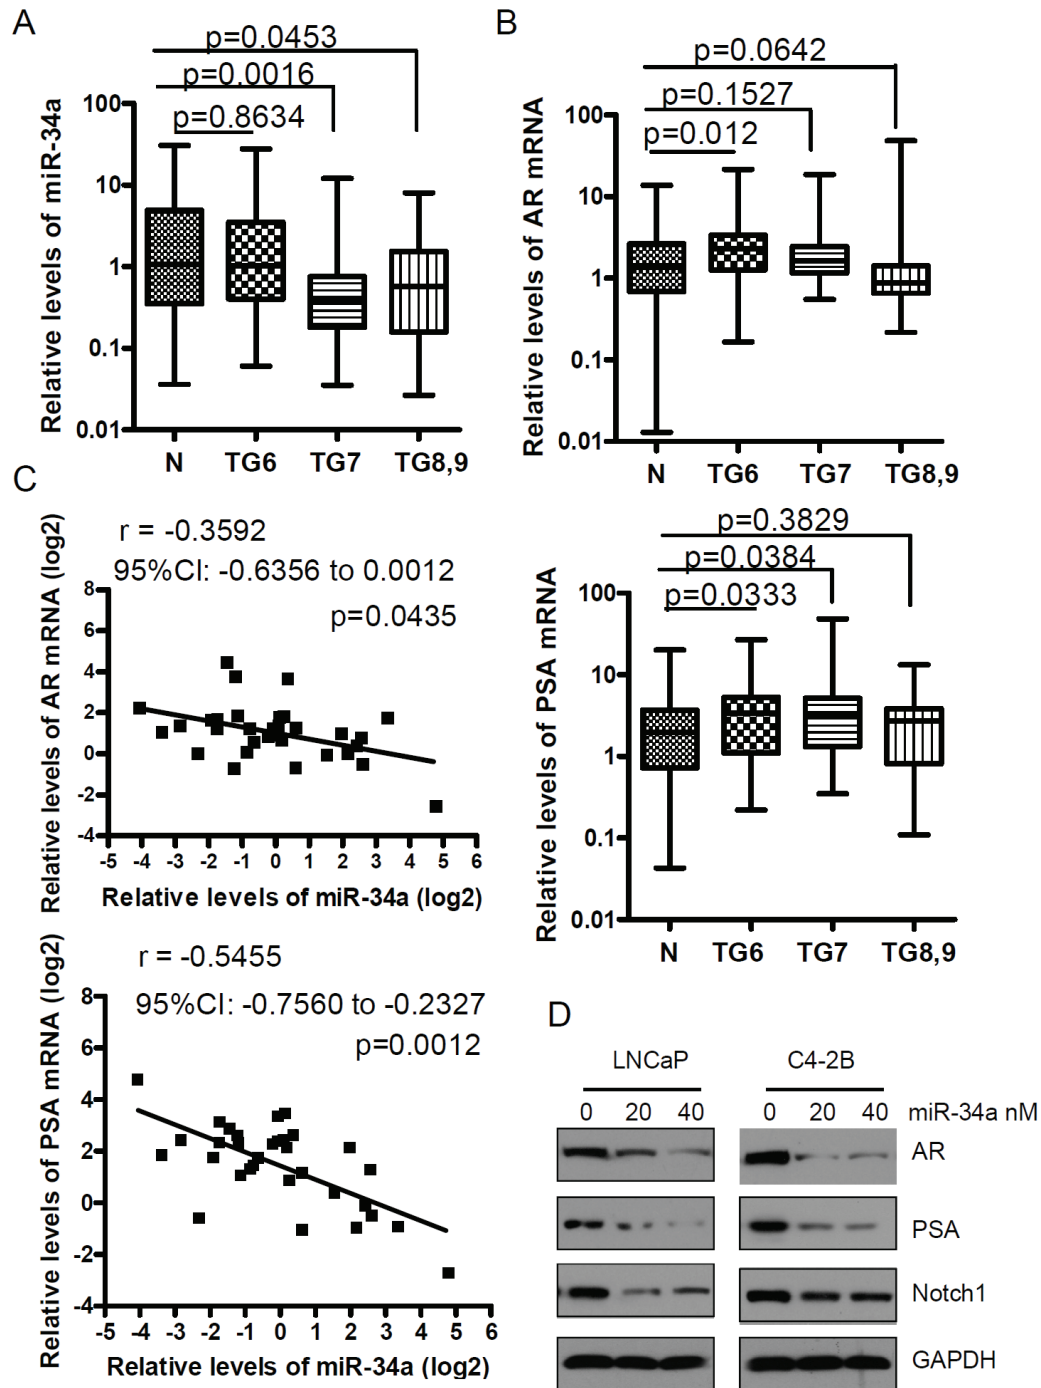 A
p=0.0453
p=0.0016
p=0.8634
Relative levels of miR-34a
100
10
1
0.1
0.01
N TG6 TG7 TG8,9
B
p=0.0642
p=0.1527
p=0.012
Relative levels of AR mRNA
100
10
1
0.1
0.01
N TG6 TG7 TG8,9
p=0.3829
p=0.0384
p=0.0333
Relative levels of PSA mRNA
100
10
1
0.1
0.01
N TG6 TG7 TG8,9
C
r = -0.3592
95%CI: -0.6356 to 0.0012
p=0.0435
Relative levels of AR mRNA (log2)
8
6
4
2
0
-2
-4
-5 -4 -3 -2 -1 0 1 2 3 4 5 6
Relative levels of miR-34a (log2)
r = -0.5455
95%CI: -0.7560 to -0.2327
p=0.0012
Relative levels of PSA mRNA (log2)
8
6
4
2
0
-2
-4
-5 -4 -3 -2 -1 0 1 2 3 4 5 6
Relative levels of miR-34a (log2)
D
LNCaP C4-2B
0 20 40 0 20 40 miR-34a nM
AR
PSA
Notch1
GAPDH